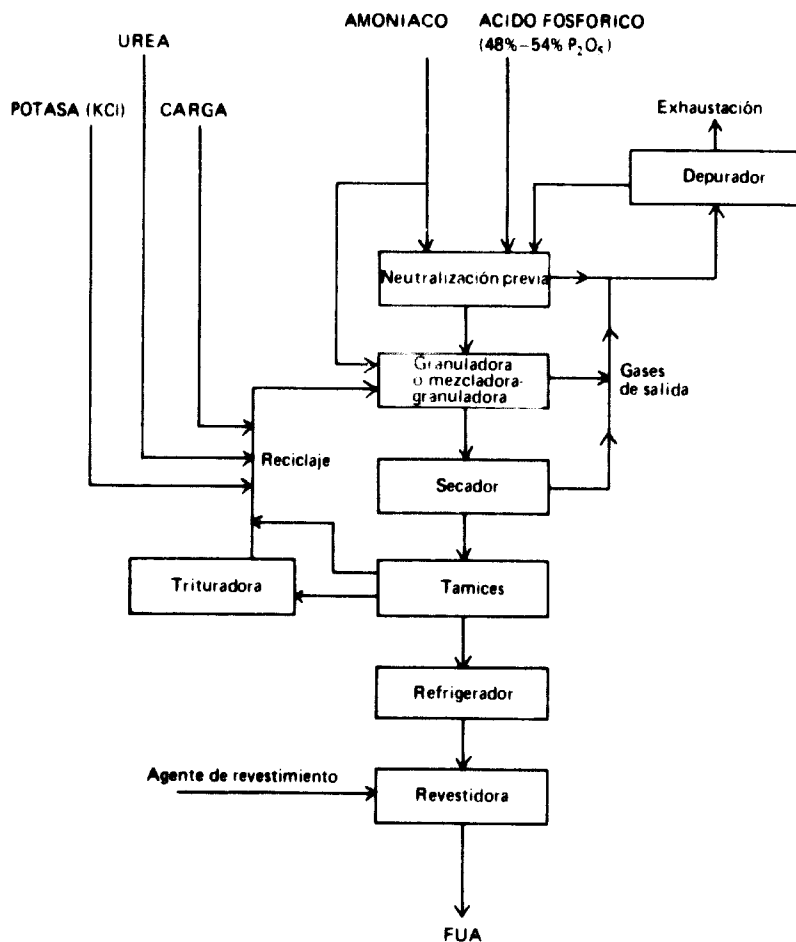 AMONIACO
ACIDO FOSFORICO
(48%–54% P₂O₅)
UREA
POTASA (KCl)
CARGA
Exhaustación
Depurador
Neutralización previa
Granuladora
o mezcladora-
granuladora
Gases
de salida
Reciclaje
Secador
Trituradora
Tamices
Refrigerador
Agente de revestimiento
Revestidora
FUA